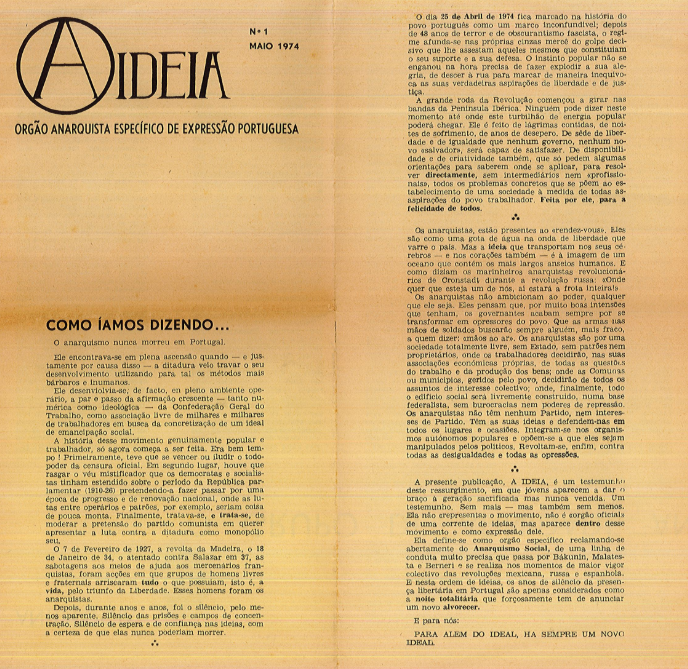 A IDEIA
Nº 1
MAIO 1974
ORGÃO ANARQUISTA ESPECÍFICO DE EXPRESSÃO PORTUGUESA
COMO ÍAMOS DIZENDO...
O anarquismo nunca morreu em Portugal.
Ele encontrava-se em plena ascensão quando — e jus-
tamente por causa disso — a ditadura veio travar o seu
desenvolvimento utilizando para tal os métodos mais
bárbaros e inumanos.
Ele desenvolvia-se, de facto, em pleno ambiente ope-
rário, a par e passo da afirmação crescente — tanto nu-
mérica como ideológica — da Confederação Geral do
Trabalho, como associação livre de milhares e milhares
de trabalhadores em busca da concretização de um ideal
de emancipação social.
A história desse movimento genuinamente popular e
trabalhador, só agora começa a ser feita. Era bem tem-
po! Primeiramente, teve que se vencer ou iludir o todo-
poder da censura oficial. Em segundo lugar, houve que
rasgar o véu mistificador que os democratas e socialis-
tas tinham estendido sobre o período da República par-
lamentar (1910-26) pretendendo-a fazer passar por uma
época de progresso e de renovação nacional, onde as lu-
tas entre operários e patrões, por exemplo, seriam coisa
de pouca monta. Finalmente, tratava-se, e trata-se, de
moderar a pretensão do partido comunista em querer
apresentar a luta contra a ditadura como monopólio
seu.
O 7 de Fevereiro de 1927, a revolta da Madeira, o 18
de Janeiro de 34, o atentado contra Salazar em 37, as
sabotagens aos meios de ajuda aos mercenários fran-
quistas, foram acções em que grupos de homens livres
e fraternais arriscaram tudo o que possuíam, isto é, a
vida, pelo triunfo da Liberdade. Esses homens foram os
anarquistas.
Depois, durante anos e anos, foi o silêncio, pelo me-
nos aparente. Silêncio das prisões e campos de concen-
tração. Silêncio de espera e de confiança nas ideias, com
a certeza de que elas nunca poderiam morrer.
O dia 25 de Abril de 1974 fica marcado na história do
povo português como um marco inconfundível; depois
de 48 anos de terror e de obscurantismo fascista, o regi-
me afunda-se nas próprias cinzas mercê do golpe deci-
sivo que lhe assestam aqueles mesmos que constituíam
o seu suporte e a sua defesa. O instinto popular não se
enganou na hora precisa de fazer explodir a sua ale-
gria, de descer à rua para marcar de maneira inequívo-
ca as suas verdadeiras aspirações de liberdade e de jus-
tiça.
A grande roda da Revolução começou a girar nas
bandas da Península Ibérica. Ninguém pode dizer neste
momento até onde este turbilhão de energia popular
poderá chegar. Ele é feito de lágrimas contidas, de noi-
tes de sofrimento, de anos de desespero. De sêde de liber-
dade e de igualdade que nenhum governo, nenhum no-
vo «salvador», será capaz de satisfazer. De disponibili-
dade e de criatividade também, que só pedem algumas
orientações para saberem onde se aplicar, para resol-
ver directamente, sem intermediários nem «profissio-
nais», todos os problemas concretos que se põem ao es-
tabelecimento de uma sociedade à medida de todas as
aspirações do povo trabalhador. Feita por ele, para a
felicidade de todos.
Os anarquistas, estão presentes ao «rendez-vous». Eles
são como uma gota de água na onda de liberdade que
varre o país. Mas a ideia que transportam nos seus cé-
rebros — e nos corações também — é à imagem de um
oceano que contém os mais largos anseios humanos. E
como diziam os marinheiros anarquistas revolucioná-
rios de Cronstadt durante a revolução russa: «Onde
quer que esteja um de nós, aí estará a frota inteira!»
Os anarquistas não ambicionam ao poder, qualquer
que ele seja. Eles pensam que, por muito boas intenções
que tenham, os governantes acabam sempre por se
transformar em opressores do povo. Que as armas nas
mãos de soldados buscarão sempre alguém, mais fraco,
a quem dizer: «mãos ao ar». Os anarquistas são por uma
sociedade totalmente livre, sem Estado, sem patrões nem
proprietários, onde os trabalhadores decidirão, nas suas
associações económicas próprias, de todas as questões
do trabalho e da produção dos bens; onde as Comunas
ou municípios, geridos pelo povo, decidirão de todos os
assuntos de interesse colectivo; onde, finalmente, todo
o edifício social será livremente construído, numa base
federalista, sem burocracias nem poderes de repressão.
Os anarquistas não têm nenhum Partido, nem interes-
ses de Partido. Têm as suas ideias e defendem-nas em
todos os lugares e ocasiões. Integram-se nos organis-
mos autónomos populares e opõem-se a que eles sejam
manipulados pelos políticos. Revoltam-se, enfim, contra
todas as desigualdades e todas as opressões.
A presente publicação, A IDEIA, é um testemunho
deste ressurgimento, em que jóvens aparecem a dar o
braço à geração sacrificada mas nunca vencida. Um
testemunho. Sem mais — mas também sem menos.
Ela não «representa» o movimento, não é «orgão oficial»
de uma corrente de ideias, mas aparece dentro desse
movimento e como expressão dele.
Ela define-se como orgão específico reclamando-se
abertamente do Anarquismo Social, de uma linha de
conduta muito precisa que passa por Bákunin, Malates-
ta e Berneri e se realiza nos momentos de maior vigor
colectivo das revoluções mexicana, russa e espanhola.
E nesta ordem de ideias, os anos de silêncio da presen-
ça libertária em Portugal são apenas considerados como
a noite totalitária que forçosamente tem de anunciar
um novo alvorecer.
E para nós:
PARA ALEM DO IDEAL, HA SEMPRE UM NOVO
IDEAL.